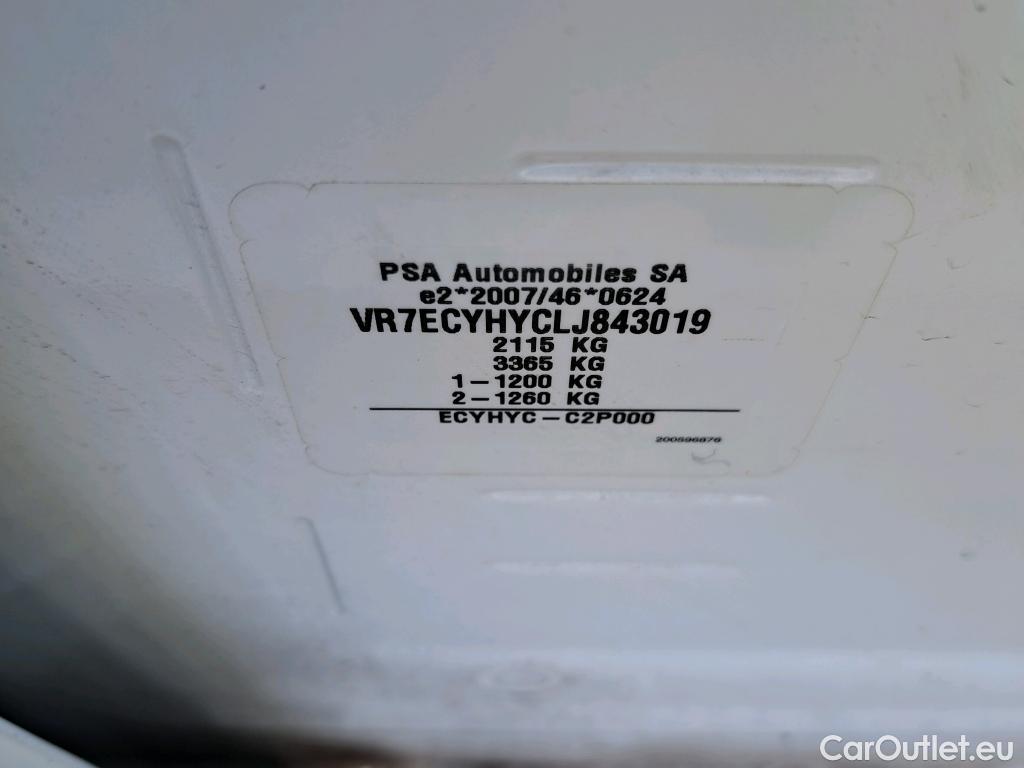 PSA Automobiles SA
e2*2007/46*0624
VR7ECYHYCLJ843019
2115 KG
3365 KG
1-1200 KG
2-1260 KG
ECYHYC-C2P000
200596876
CarOutlet.eu